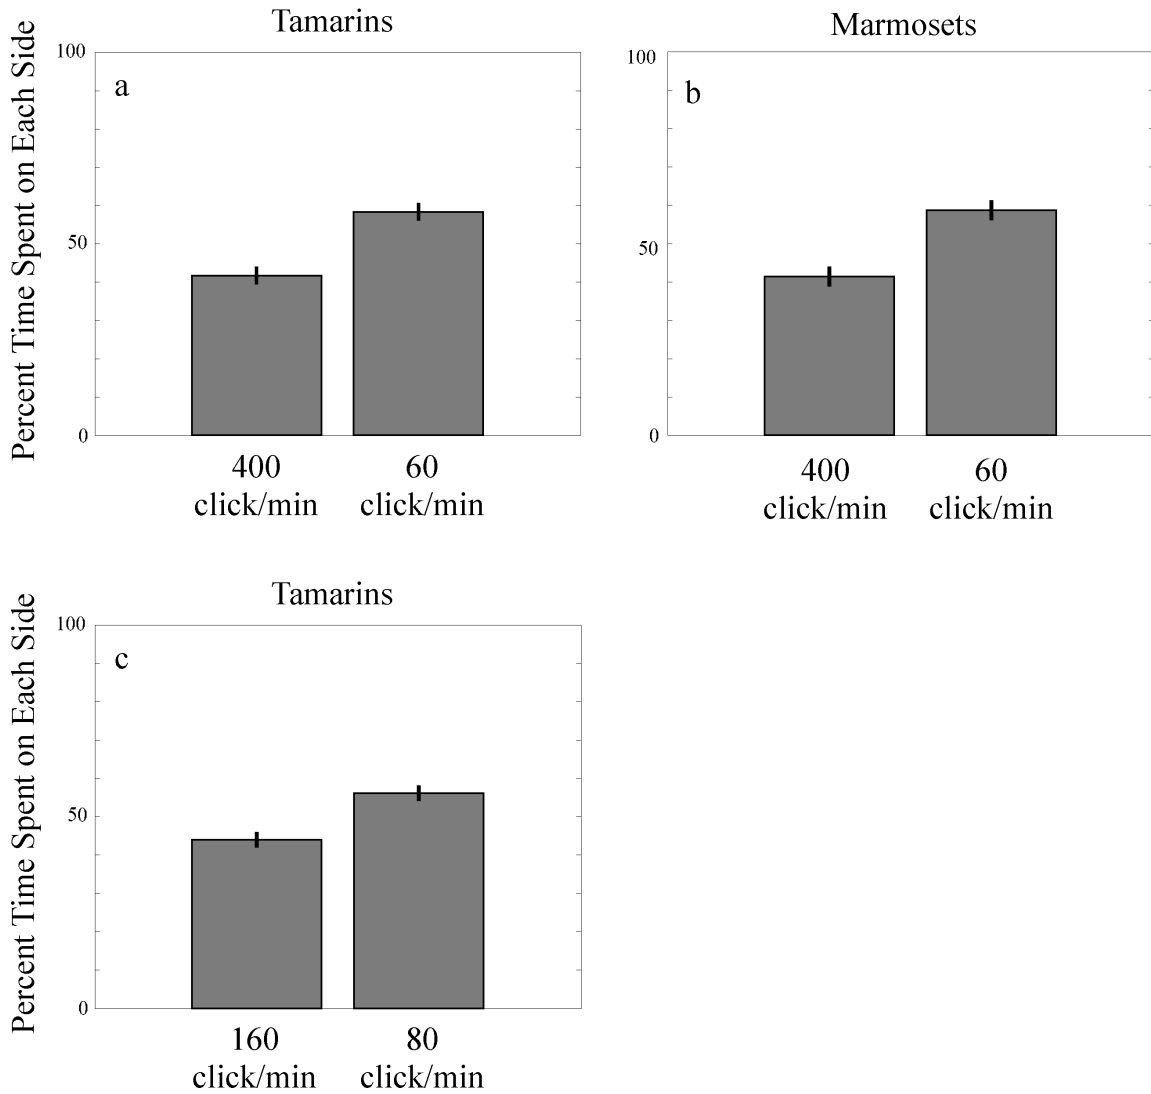 Tamarins
Percent Time Spent on Each Side
100
a
50
0
400
click/min
60
click/min
Marmosets
100
b
50
0
400
click/min
60
click/min
Tamarins
Percent Time Spent on Each Side
100
c
50
0
160
click/min
80
click/min